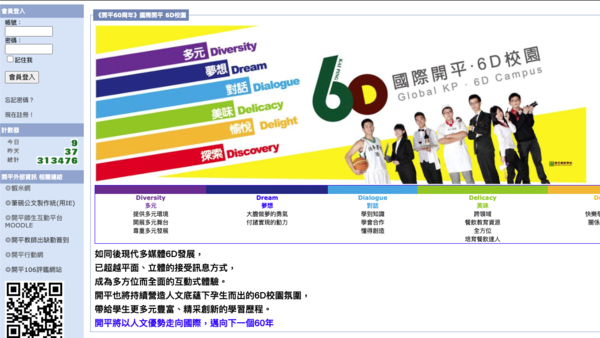 會員登入
帳號：
密碼：
記住我
會員登入
忘記密碼？
現在註冊！
計數器
今日 9
昨天 37
統計 313476
開平外部資訊 相關連結
蝦米網
筆硯公文製作統(用IE)
開平師生互動平台
MOODLE
開平教師出缺勤簽到
開平行動網
開平106評鑑網站
《開平60周年》國際開平 6D校園
多元 Diversity
夢想 Dream
對話 Dialogue
美味 Delicacy
愉悅 Delight
探索 Discovery
KAI PING
6D
國際開平·6D校園
Global KP · 6D Campus
Diversity
多元
提供多元環境
開展多元舞台
尊重多元發展
Dream
夢想
大膽做夢的勇氣
付諸實現的動力
Dialogue
對話
學到知識
學會合作
懂得創造
Delicacy
美味
跨領域
餐飲教育資源
全方位
培育餐飲達人
快樂學
關係
如同後現代多媒體6D發展，
已超越平面、立體的接受訊息方式，
成為多方位而全面的互動式體驗。
開平也將持續營造人文底蘊下孕生而出的6D校園氛圍，
帶給學生更多元豐富、精采創新的學習歷程。
開平將以人文優勢走向國際，邁向下一個60年